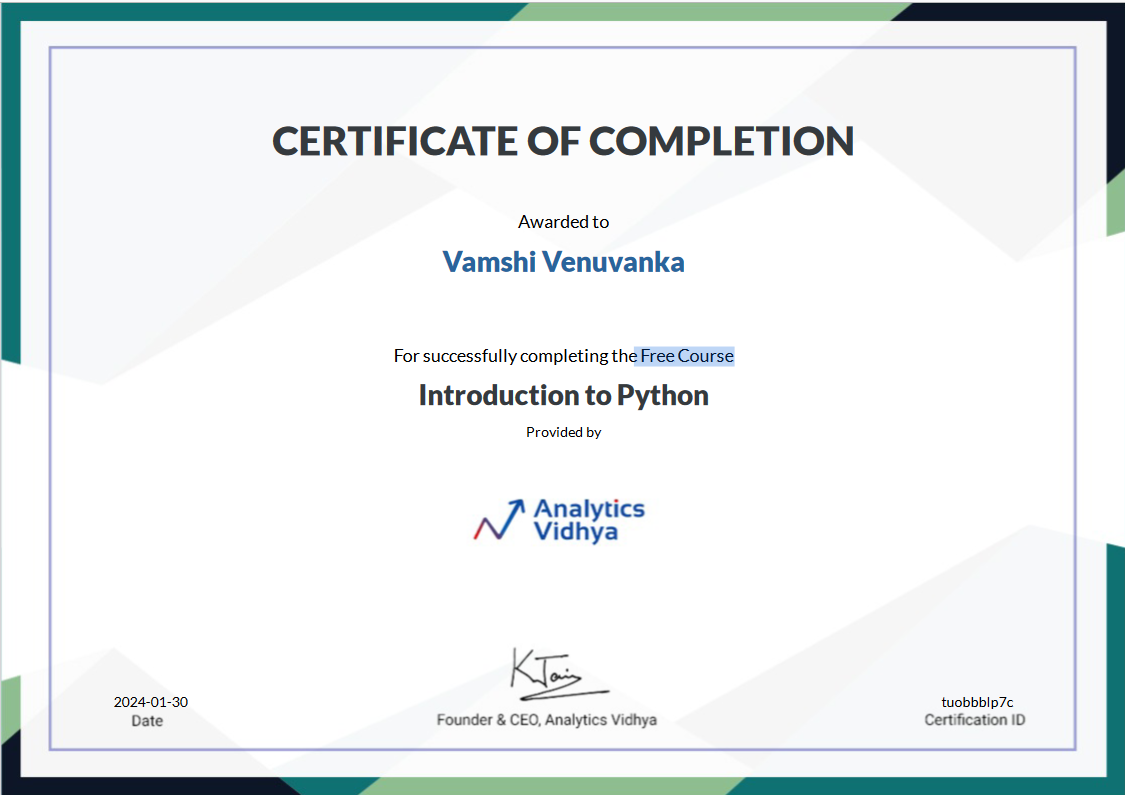 CERTIFICATE OF COMPLETION
Awarded to
Vamshi Venuvanka
For successfully completing the Free Course
Introduction to Python
Provided by
Analytics
Vidhya
K Jain
2024-01-30
Date
Founder & CEO, Analytics Vidhya
tuobbblp7c
Certification ID